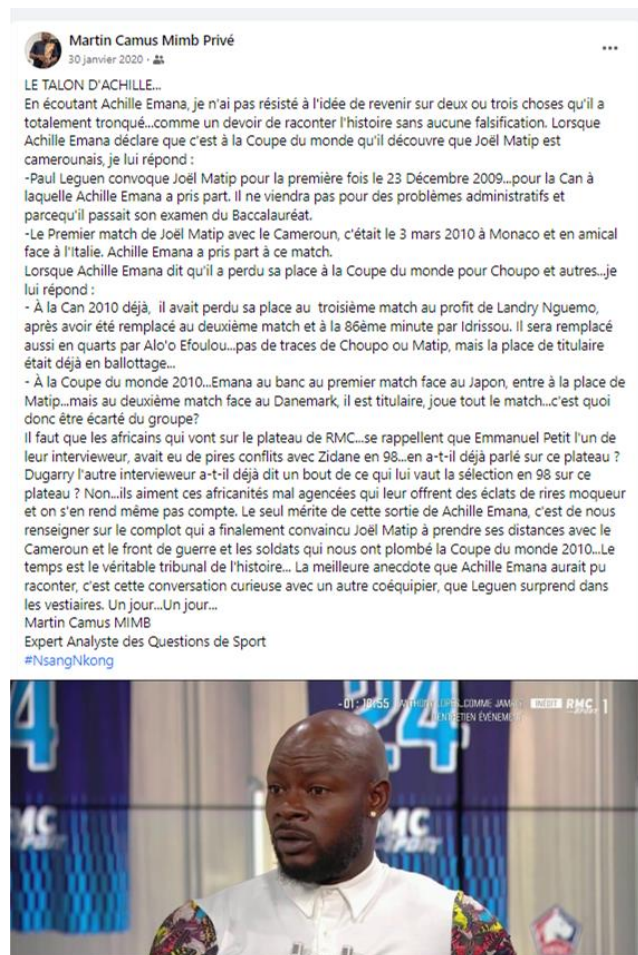 Martin Camus Mimb Privé
30 janvier 2020 ·
LE TALON D'ACHILLE...
En écoutant Achille Emana, je n'ai pas résisté à l'idée de revenir sur deux ou trois choses qu'il a
totalement tronqué...comme un devoir de raconter l'histoire sans aucune falsification. Lorsque
Achille Emana déclare que c'est à la Coupe du monde qu'il découvre que Joël Matip est
camerounais, je lui répond :
-Paul Leguen convoque Joël Matip pour la première fois le 23 Décembre 2009...pour la Can à
laquelle Achille Emana a pris part. Il ne viendra pas pour des problèmes administratifs et
parcequ'il passait son examen du Baccalauréat.
-Le Premier match de Joël Matip avec le Cameroun, c'était le 3 mars 2010 à Monaco et en amical
face à l'Italie. Achille Emana a pris part à ce match.
Lorsque Achille Emana dit qu'il a perdu sa place à la Coupe du monde pour Choupo et autres...je
lui répond :
- À la Can 2010 déjà, il avait perdu sa place au troisième match au profit de Landry Nguemo,
après avoir été remplacé au deuxième match et à la 86ème minute par Idrissou. Il sera remplacé
aussi en quarts par Alo'o Efoulou...pas de traces de Choupo ou Matip, mais la place de titulaire
était déjà en ballottage...
- À la Coupe du monde 2010...Emana au banc au premier match face au Japon, entre à la place de
Matip...mais au deuxième match face au Danemark, il est titulaire, joue tout le match...c'est quoi
donc être écarté du groupe?
Il faut que les africains qui vont sur le plateau de RMC...se rappellent que Emmanuel Petit l'un de
leur intervieweur, avait eu de pires conflits avec Zidane en 98...en a-t-il déjà parlé sur ce plateau ?
Dugarry l'autre intervieweur a-t-il déjà dit un bout de ce qui lui vaut la sélection en 98 sur ce
plateau ? Non...ils aiment ces africanités mal agencées qui leur offrent des éclats de rires moqueur
et on s'en rend même pas compte. Le seul mérite de cette sortie de Achille Emana, c'est de nous
renseigner sur le complot qui a finalement convaincu Joël Matip à prendre ses distances avec le
Cameroun et le front de guerre et les soldats qui nous ont plombé la Coupe du monde 2010...Le
temps est le véritable tribunal de l'histoire... La meilleure anecdote que Achille Emana aurait pu
raconter, c'est cette conversation curieuse avec un autre coéquipier, que Leguen surprend dans
les vestiaires. Un jour...Un jour...
Martin Camus MIMB
Expert Analyste des Questions de Sport
#NsangNkong
COMME
INÉDIT RMC 1
ENTRETIEN ÉVÉNEMENT
24